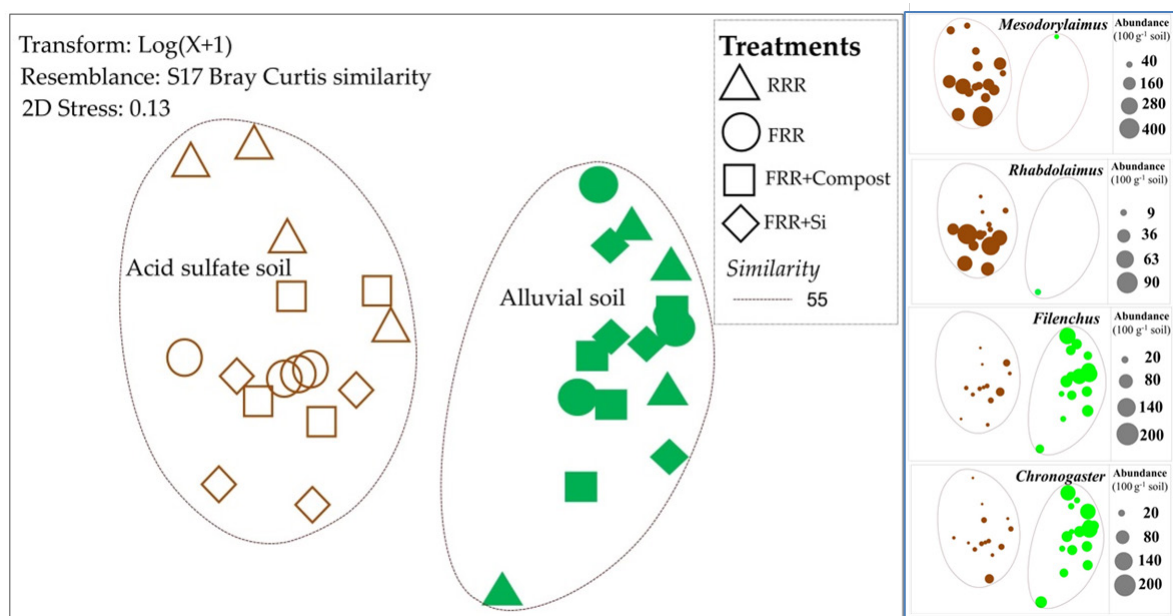 Transform: Log(X+1)
Resemblance: S17 Bray Curtis similarity
2D Stress: 0.13
Acid sulfate soil
Alluvial soil
Treatments
RRR
FRR
FRR+Compost
FRR+Si
Similarity
55
Mesodorylaimus
Abundance
(100 g⁻¹ soil)
40
160
280
400
Rhabdolaimus
Abundance
(100 g⁻¹ soil)
9
36
63
90
Filenchus
Abundance
(100 g⁻¹ soil)
20
80
140
200
Chronogaster
Abundance
(100 g⁻¹ soil)
20
80
140
200